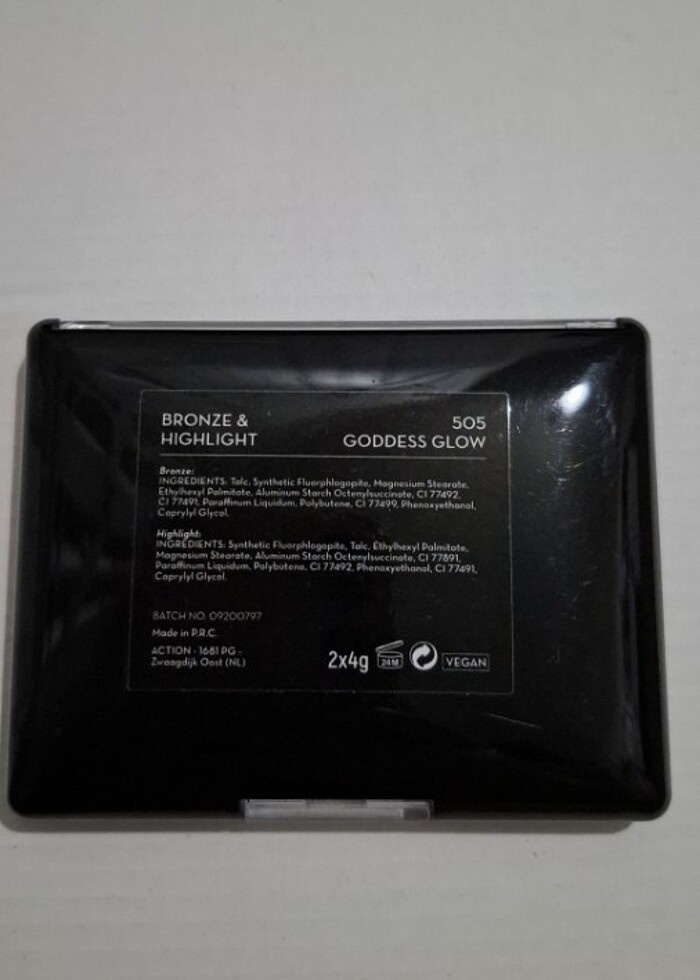 BRONZE &
HIGHLIGHT
505
GODDESS GLOW
Bronze:
INGREDIENTS: Talc, Synthetic Fluorphlogopite, Magnesium Stearate,
Ethylhexyl Palmitate, Aluminum Starch Octenylsuccinate, CI 77492,
CI 77491, Paraffinum Liquidum, Polybutene, CI 77499, Phenoxyethanol,
Caprylyl Glycol.
Highlight:
INGREDIENTS: Synthetic Fluorphlogopite, Talc, Ethylhexyl Palmitate,
Magnesium Stearate, Aluminum Starch Octenylsuccinate, CI 77891,
Paraffinum Liquidum, Polybutene, CI 77492, Phenoxyethanol, CI 77491,
Caprylyl Glycol.
BATCH NO. 09200797
Made in P.R.C.
ACTION - 1681 PG -
Zwaagdijk Oost (NL)
2x4g
24M
VEGAN